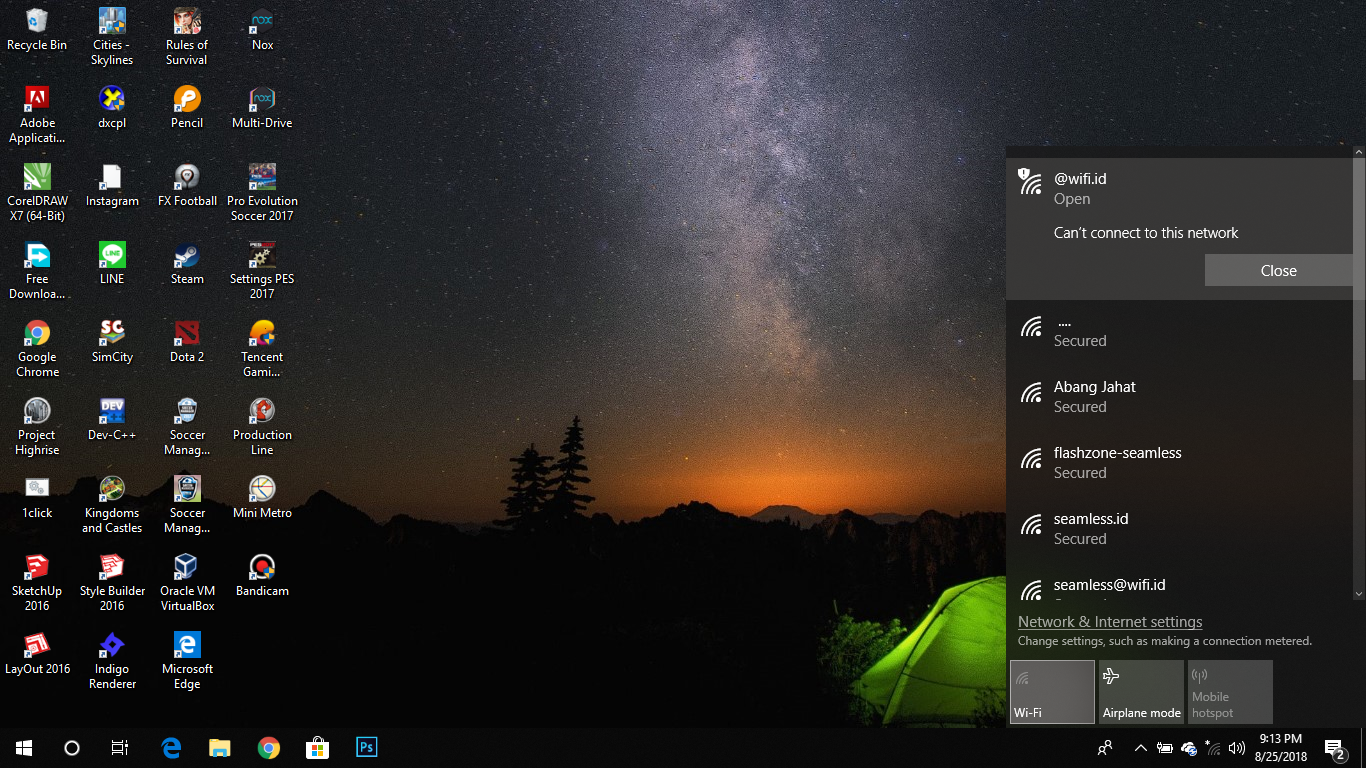 Recycle Bin
Cities -
Skylines
Rules of
Survival
Nox
Adobe
Applicati...
dxcpl
Pencil
Multi-Drive
CorelDRAW
X7 (64-Bit)
Instagram
FX Football
Pro Evolution
Soccer 2017
Free
Downloa...
LINE
Steam
Settings PES
2017
Google
Chrome
SimCity
Dota 2
Tencent
Gami...
Project
Highrise
Dev-C++
Soccer
Manag...
Production
Line
1click
Kingdoms
and Castles
Soccer
Manag...
Mini Metro
SketchUp
2016
Style Builder
2016
Oracle VM
VirtualBox
Bandicam
LayOut 2016
Indigo
Renderer
Microsoft
Edge
@wifi.id
Open
Can't connect to this network
Close
....
Secured
Abang Jahat
Secured
flashzone-seamless
Secured
seamless.id
Secured
seamless@wifi.id
Network & Internet settings
Change settings, such as making a connection metered.
Wi-Fi
Airplane mode
Mobile
hotspot
Ps
9:13 PM
8/25/2018
2